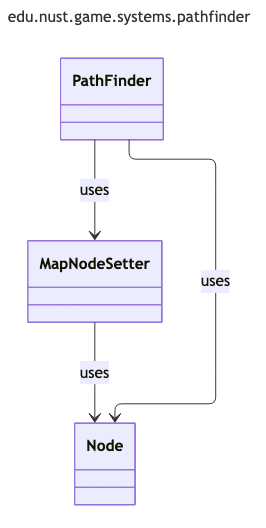 edu.nust.game.systems.pathfinder
PathFinder
uses
MapNodeSetter
uses
uses
Node